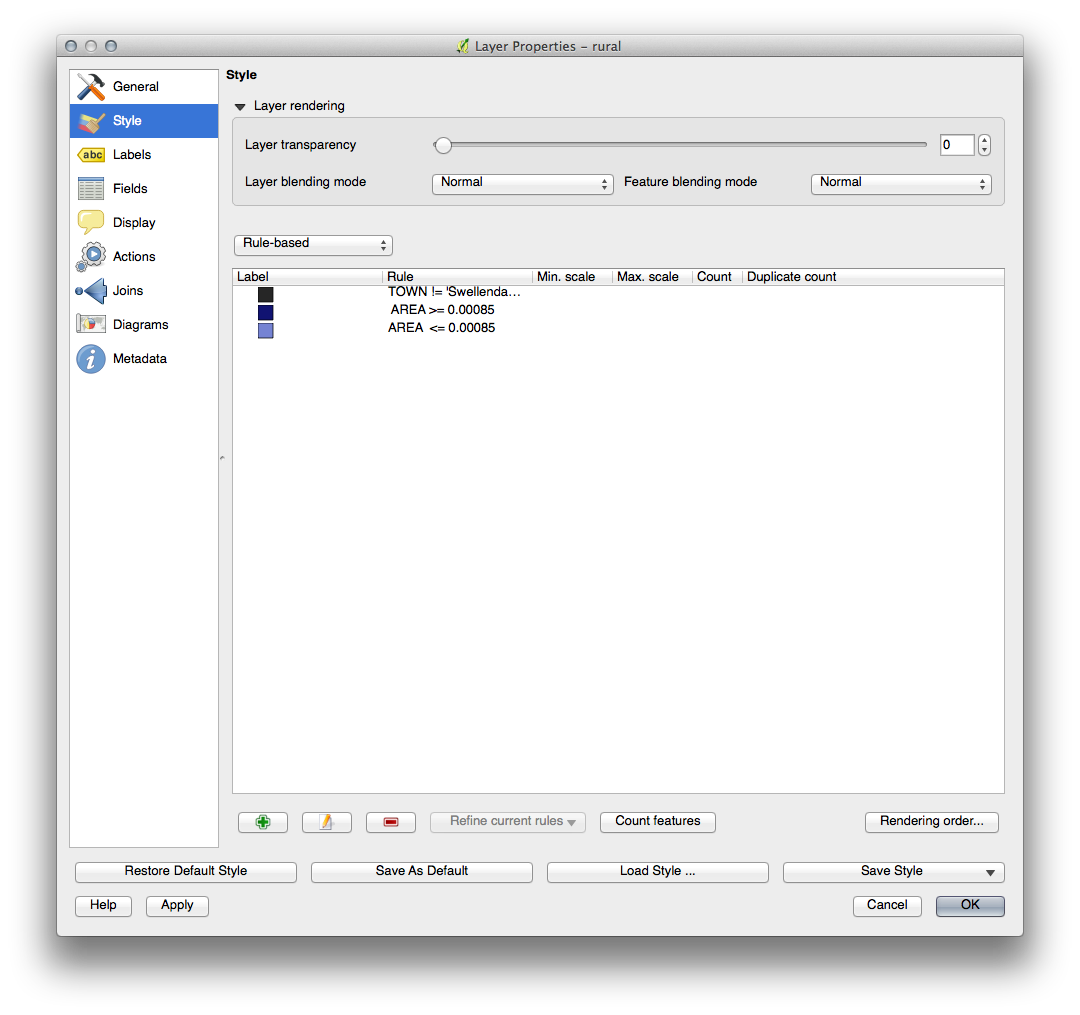 Layer Properties – rural
General
Style
Labels
Fields
Display
Actions
Joins
Diagrams
Metadata
Style
Layer rendering
Layer transparency 0
Layer blending mode Normal Feature blending mode Normal
Rule-based
Label Rule Min. scale Max. scale Count Duplicate count
TOWN != 'Swellenda...
AREA >= 0.00085
AREA <= 0.00085
Refine current rules Count features Rendering order...
Restore Default Style Save As Default Load Style ... Save Style
Help Apply Cancel OK
abc